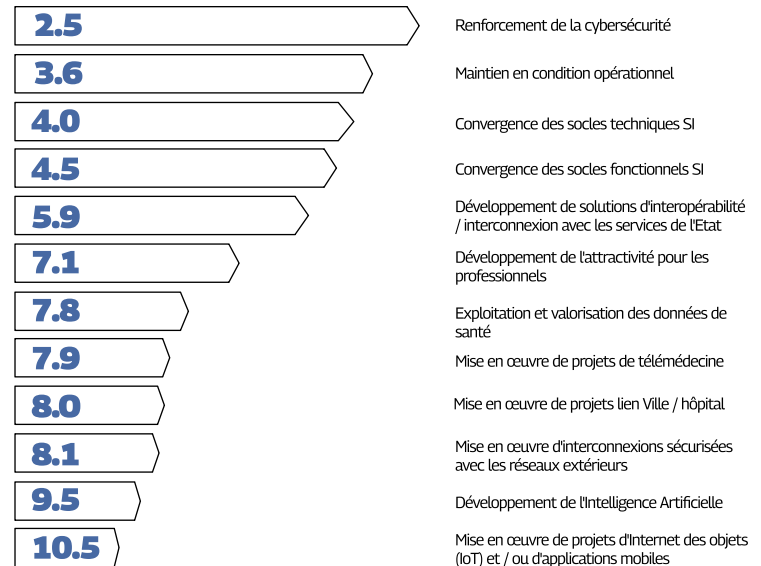 2.5
Renforcement de la cybersécurité
3.6
Maintien en condition opérationnel
4.0
Convergence des socles techniques SI
4.5
Convergence des socles fonctionnels SI
5.9
Développement de solutions d'interopérabilité
/ interconnexion avec les services de l'Etat
7.1
Développement de l'attractivité pour les
professionnels
7.8
Exploitation et valorisation des données de
santé
7.9
Mise en œuvre de projets de télémédecine
8.0
Mise en œuvre de projets lien Ville / hôpital
8.1
Mise en œuvre d'interconnexions sécurisées
avec les réseaux extérieurs
9.5
Développement de l'Intelligence Artificielle
10.5
Mise en œuvre de projets d'Internet des objets
(IoT) et / ou d'applications mobiles